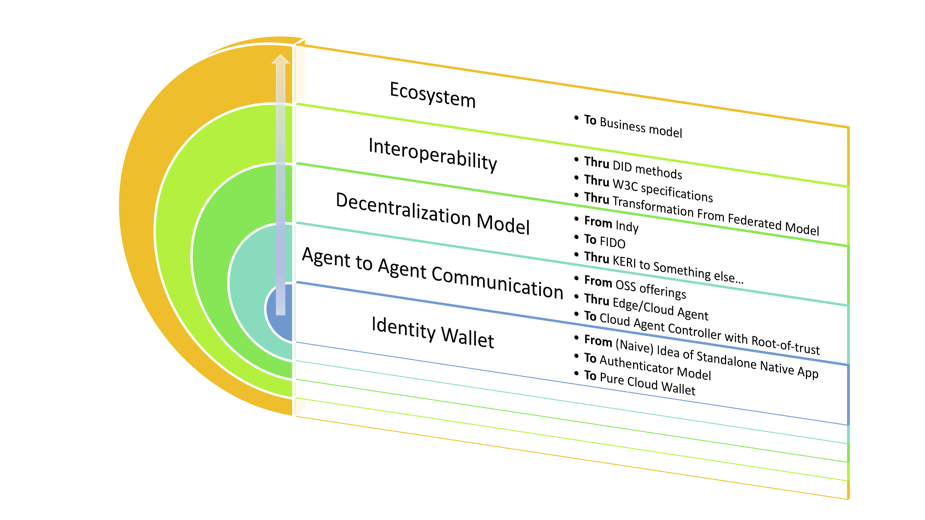 Ecosystem
• To Business model
Interoperability
• Thru DID methods
• Thru W3C specifications
• Thru Transformation From Federated Model
Decentralization Model
• From Indy
• To FIDO
• Thru KERI to Something else...
Agent to Agent Communication
• From OSS offerings
• Thru Edge/Cloud Agent
• To Cloud Agent Controller with Root-of-trust
Identity Wallet
• From (Naive) Idea of Standalone Native App
• To Authenticator Model
• To Pure Cloud Wallet